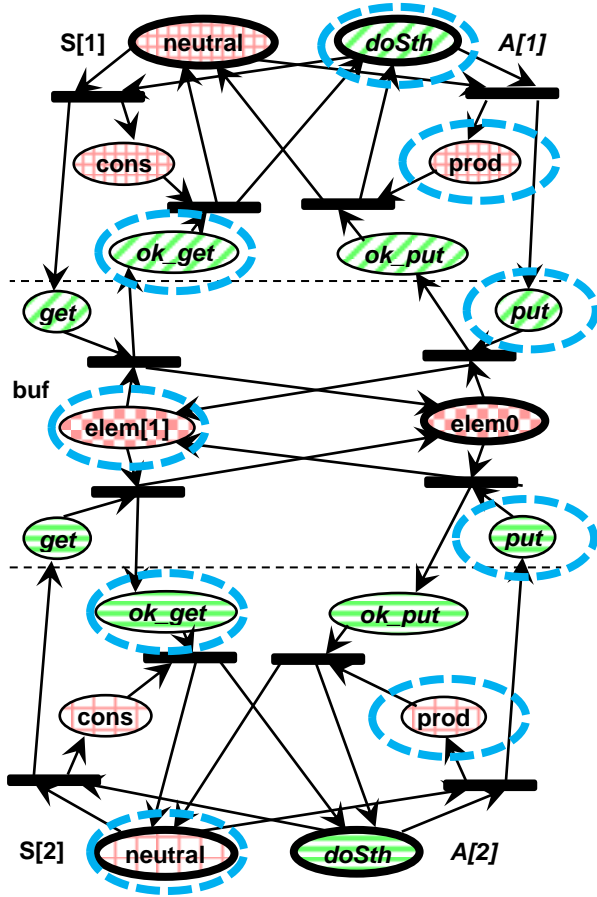 S[1] neutral doSth A[1]
cons prod
ok_get ok_put
get put
buf
elem[1] elem0
get put
ok_get ok_put
cons prod
S[2] neutral doSth A[2]